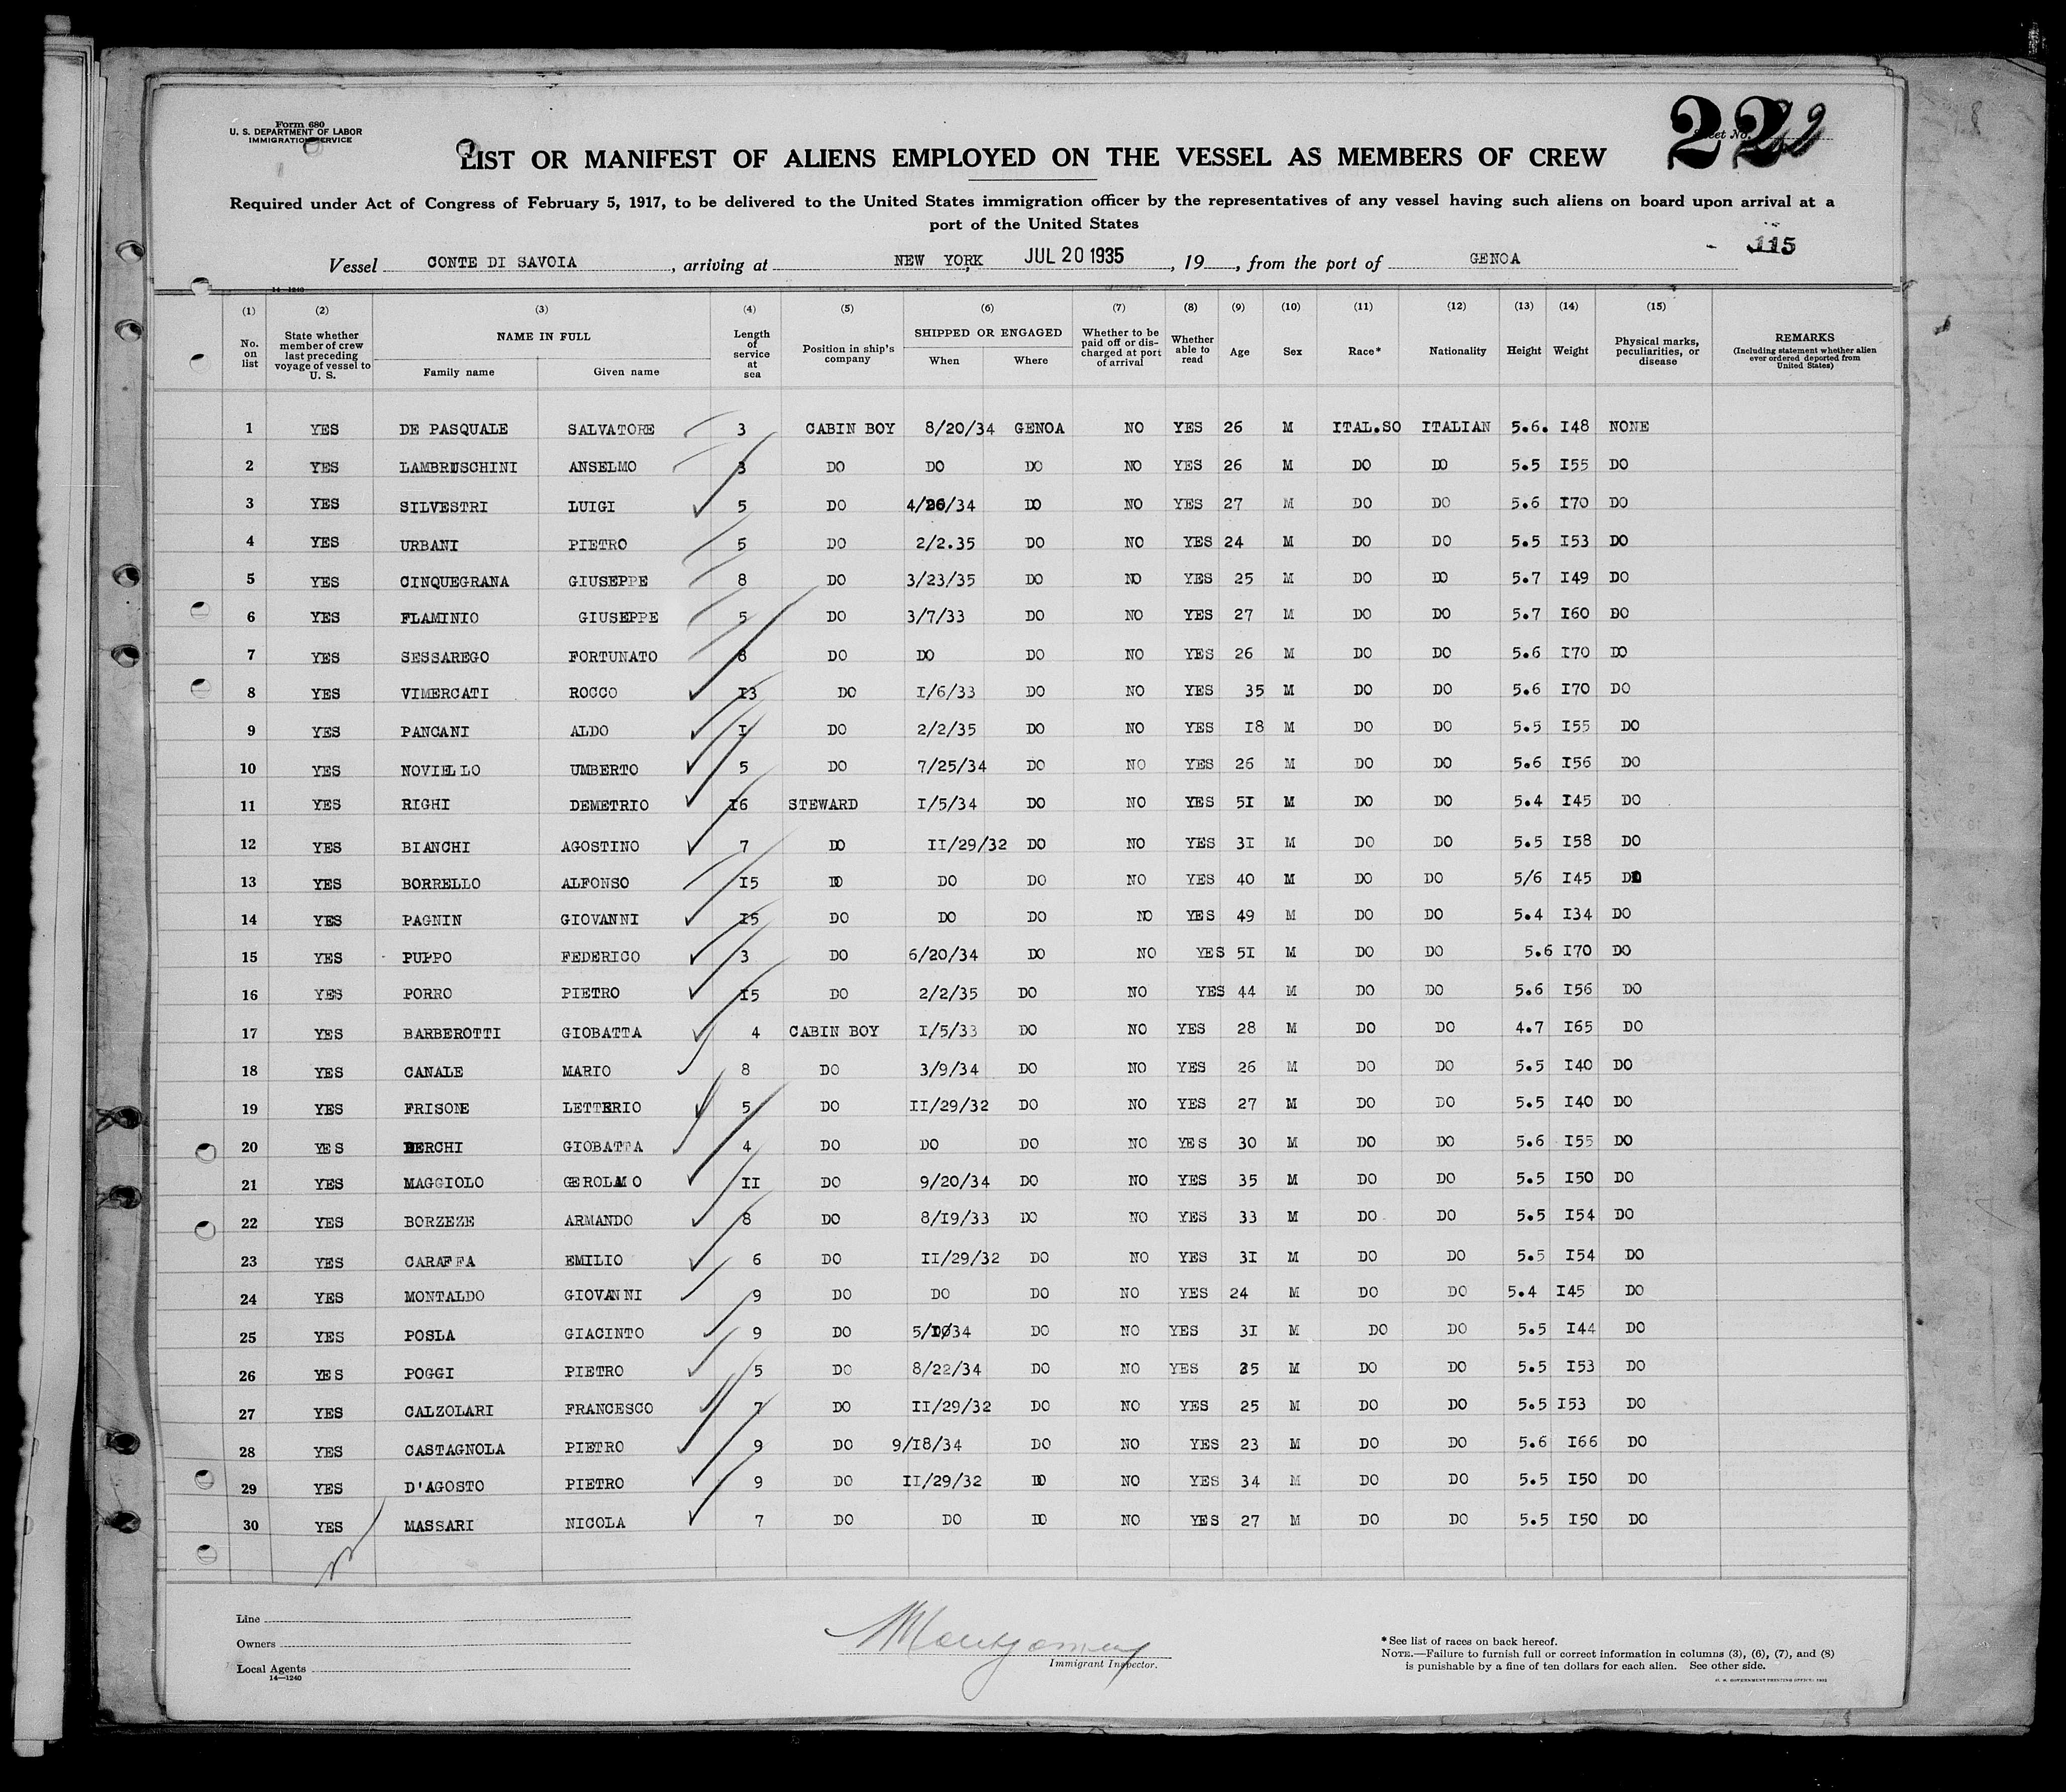 Form 680
U. S. DEPARTMENT OF LABOR
IMMIGRATION SERVICE
22
LIST OR MANIFEST OF ALIENS EMPLOYED ON THE VESSEL AS MEMBERS OF CREW
Required under Act of Congress of February 5, 1917, to be delivered to the United States immigration officer by the representatives of any vessel having such aliens on board upon arrival at a
port of the United States
115
Vessel CONTE DI SAVOIA, arriving at NEW YORK, JUL 20 1935, 19, from the port of GENOA
14—1240
(1) (2) (3) (4) (5) (6) (7) (8) (9) (10) (11) (12) (13) (14) (15)
No. on list State whether member of crew last preceding voyage of vessel to U. S. NAME IN FULL Family name Given name Length of service at sea Position in ship's company SHIPPED OR ENGAGED When Where Whether to be paid off or discharged at port of arrival Whether able to read Age Sex Race* Nationality Height Weight Physical marks, peculiarities, or disease REMARKS (Including statement whether alien ever ordered deported from United States)
1 YES DE PASQUALE SALVATORE 3 CABIN BOY 8/20/34 GENOA NO YES 26 M ITAL.SO ITALIAN 5.6. I48 NONE
2 YES LAMBRUSCHINI ANSELMO 3 DO DO DO NO YES 26 M DO DO 5.5 I55 DO
3 YES SILVESTRI LUIGI 5 DO 4/26/34 DO NO YES 27 M DO DO 5.6 I70 DO
4 YES URBANI PIETRO 5 DO 2/2.35 DO NO YES 24 M DO DO 5.5 I53 DO
5 YES CINQUEGRANA GIUSEPPE 8 DO 3/23/35 DO NO YES 25 M DO DO 5.7 I49 DO
6 YES FLAMINIO GIUSEPPE 5 DO 3/7/33 DO NO YES 27 M DO DO 5.7 I60 DO
7 YES SESSAREGO FORTUNATO 8 DO DO DO NO YES 26 M DO DO 5.6 I70 DO
8 YES VIMERCATI ROCCO I3 DO I/6/33 DO NO YES 35 M DO DO 5.6 I70 DO
9 YES PANCANI ALDO I DO 2/2/35 DO NO YES I8 M DO DO 5.5 I55 DO
10 YES NOVIELLO UMBERTO 5 DO 7/25/34 DO NO YES 26 M DO DO 5.6 I56 DO
11 YES RIGHI DEMETRIO I6 STEWARD I/5/34 DO NO YES 5I M DO DO 5.4 I45 DO
12 YES BIANCHI AGOSTINO 7 DO II/29/32 DO NO YES 3I M DO DO 5.5 I58 DO
13 YES BORRELLO ALFONSO I5 DO DO DO NO YES 40 M DO DO 5/6 I45 DO
14 YES PAGNIN GIOVANNI I5 DO DO DO NO YES 49 M DO DO 5.4 I34 DO
15 YES PUPPO FEDERICO 3 DO 6/20/34 DO NO YES 5I M DO DO 5.6 I70 DO
16 YES PORRO PIETRO I5 DO 2/2/35 DO NO YES 44 M DO DO 5.6 I56 DO
17 YES BARBEROTTI GIOBATTA 4 CABIN BOY I/5/33 DO NO YES 28 M DO DO 4.7 I65 DO
18 YES CANALE MARIO 8 DO 3/9/34 DO NO YES 26 M DO DO 5.5 I40 DO
19 YES FRISONE LETTERIO 5 DO II/29/32 DO NO YES 27 M DO DO 5.5 I40 DO
20 YES GIOBATTA 4 DO DO DO NO YES 30 M DO DO 5.6 I55 DO
21 YES MAGGIOLO GEROLAMO II DO 9/20/34 DO NO YES 35 M DO DO 5.5 I50 DO
22 YES BORZEZE ARMANDO 8 DO 8/I9/33 DO NO YES 33 M DO DO 5.5 I54 DO
23 YES CARAFFA EMILIO 6 DO II/29/32 DO NO YES 3I M DO DO 5.5 I54 DO
24 YES MONTALDO GIOVANNI 9 DO DO DO NO YES 24 M DO DO 5.4 I45 DO
25 YES POSLA GIACINTO 9 DO DO NO YES 3I M DO DO 5.5 I44 DO
26 YES POGGI PIETRO 5 DO 8/22/34 DO NO YES M DO DO 5.5 I53 DO
27 YES CALZOLARI FRANCESCO 7 DO II/29/32 DO NO YES 25 M DO DO 5.5 I53 DO
28 YES CASTAGNOLA PIETRO 9 DO 9/I8/34 DO NO YES 23 M DO DO 5.6 I66 DO
29 YES D'AGOSTO PIETRO 9 DO II/29/32 DO NO YES 34 M DO DO 5.5 I50 DO
30 YES MASSARI NICOLA 7 DO DO DO NO YES 27 M DO DO 5.5 I50 DO
Line
Owners
Local Agents
14—1240
Montgomery
Immigrant Inspector.
*See list of races on back hereof.
NOTE.—Failure to furnish full or correct information in columns (3), (6), (7), and (8)
is punishable by a fine of ten dollars for each alien. See other side.